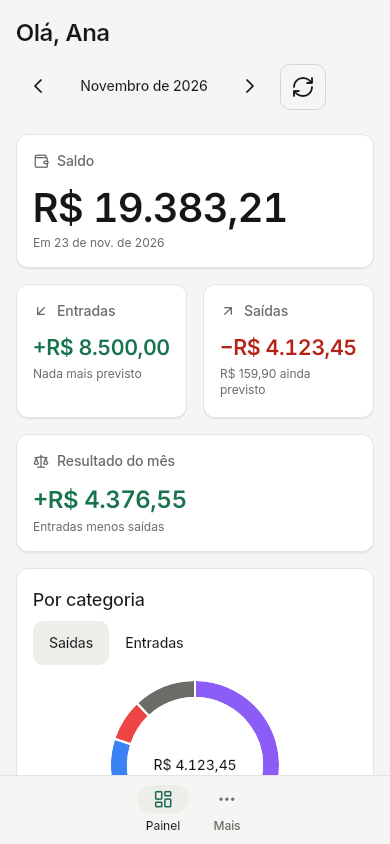 Olá, Ana
Novembro de 2026
Saldo
R$ 19.383,21
Em 23 de nov. de 2026
Entradas
+R$ 8.500,00
Nada mais previsto
Saídas
−R$ 4.123,45
R$ 159,90 ainda
previsto
Resultado do mês
+R$ 4.376,55
Entradas menos saídas
Por categoria
Saídas
Entradas
R$ 4.123,45
Painel
Mais